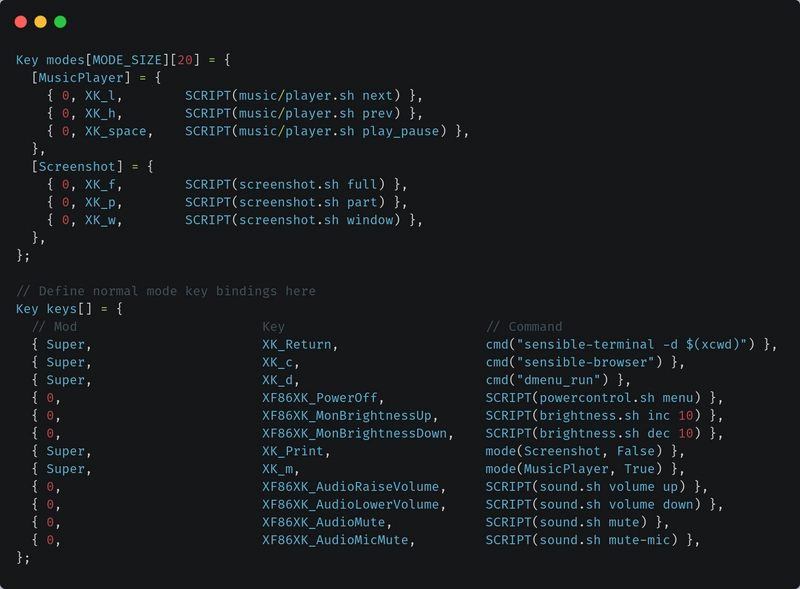 Key modes[MODE_SIZE][20] = {
  [MusicPlayer] = {
    { 0, XK_l,        SCRIPT(music/player.sh next) },
    { 0, XK_h,        SCRIPT(music/player.sh prev) },
    { 0, XK_space,    SCRIPT(music/player.sh play_pause) },
  },
  [Screenshot] = {
    { 0, XK_f,        SCRIPT(screenshot.sh full) },
    { 0, XK_p,        SCRIPT(screenshot.sh part) },
    { 0, XK_w,        SCRIPT(screenshot.sh window) },
  },
};

// Define normal mode key bindings here
Key keys[] = {
  // Mod                        Key                          // Command
  { Super,                      XK_Return,                   cmd("sensible-terminal -d $(xcwd)") },
  { Super,                      XK_c,                        cmd("sensible-browser") },
  { Super,                      XK_d,                        cmd("dmenu_run") },
  { 0,                          XF86XK_PowerOff,             SCRIPT(powercontrol.sh menu) },
  { 0,                          XF86XK_MonBrightnessUp,      SCRIPT(brightness.sh inc 10) },
  { 0,                          XF86XK_MonBrightnessDown,    SCRIPT(brightness.sh dec 10) },
  { Super,                      XK_Print,                    mode(Screenshot, False) },
  { Super,                      XK_m,                        mode(MusicPlayer, True) },
  { 0,                          XF86XK_AudioRaiseVolume,     SCRIPT(sound.sh volume up) },
  { 0,                          XF86XK_AudioLowerVolume,     SCRIPT(sound.sh volume down) },
  { 0,                          XF86XK_AudioMute,            SCRIPT(sound.sh mute) },
  { 0,                          XF86XK_AudioMicMute,         SCRIPT(sound.sh mute-mic) },
};